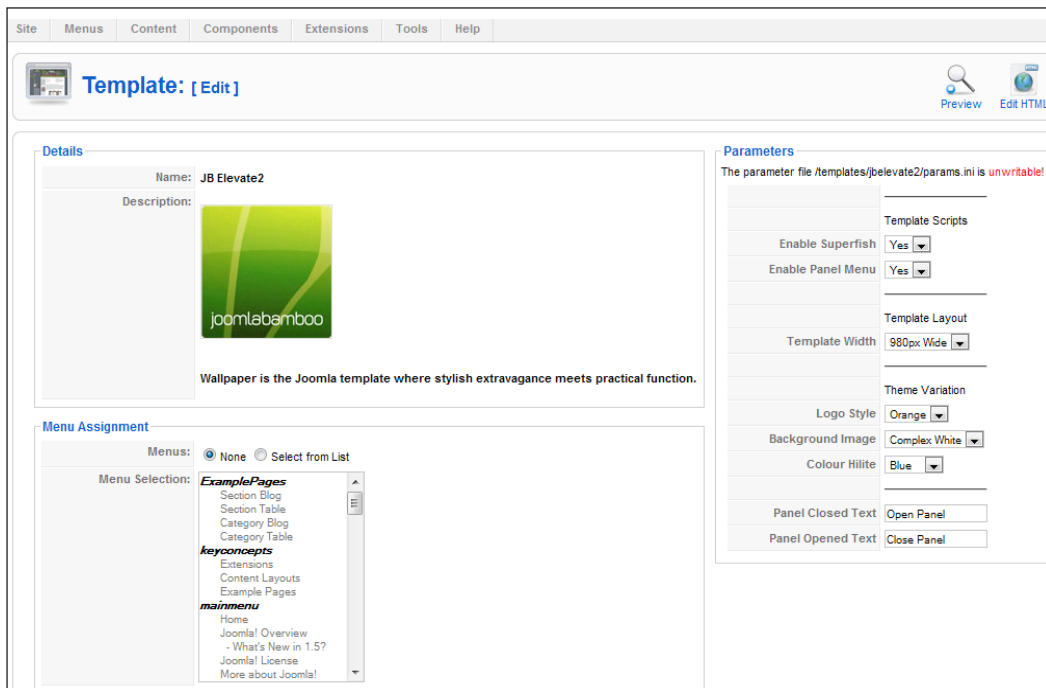 Site Menus Content Components Extensions Tools Help
Template: [ Edit ]
Preview
Edit HTML
Details
Name: JB Elevate2
Description:
joomlabamboo
Wallpaper is the Joomla template where stylish extravagance meets practical function.
Menu Assignment
Menus: None Select from List
Menu Selection:
ExamplePages
Section Blog
Section Table
Category Blog
Category Table
keyconcepts
Extensions
Content Layouts
Example Pages
mainmenu
Home
Joomla! Overview
- What's New in 1.5?
Joomla! License
More about Joomla!
Parameters
The parameter file /templates/jbelevate2/params.ini is unwritable!
Template Scripts
Enable Superfish Yes
Enable Panel Menu Yes
Template Layout
Template Width 980px Wide
Theme Variation
Logo Style Orange
Background Image Complex White
Colour Hilite Blue
Panel Closed Text Open Panel
Panel Opened Text Close Panel